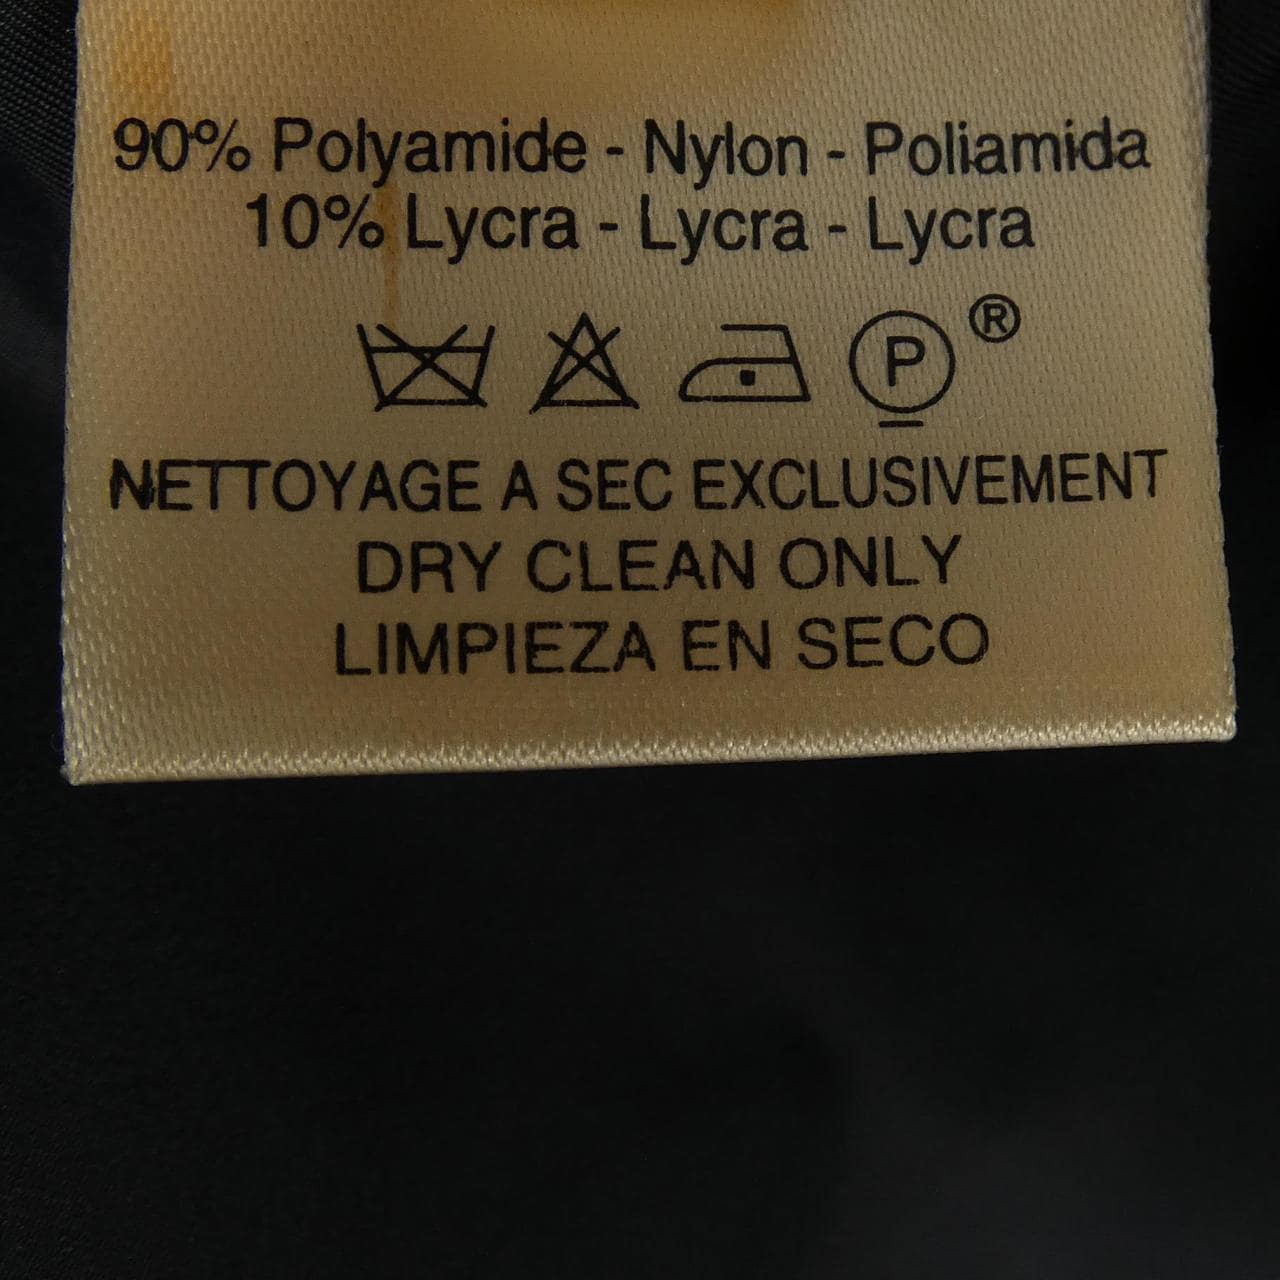 90% Polyamide - Nylon - Poliamida
10% Lycra - Lycra - Lycra
P ®
NETTOYAGE A SEC EXCLUSIVEMENT
DRY CLEAN ONLY
LIMPIEZA EN SECO